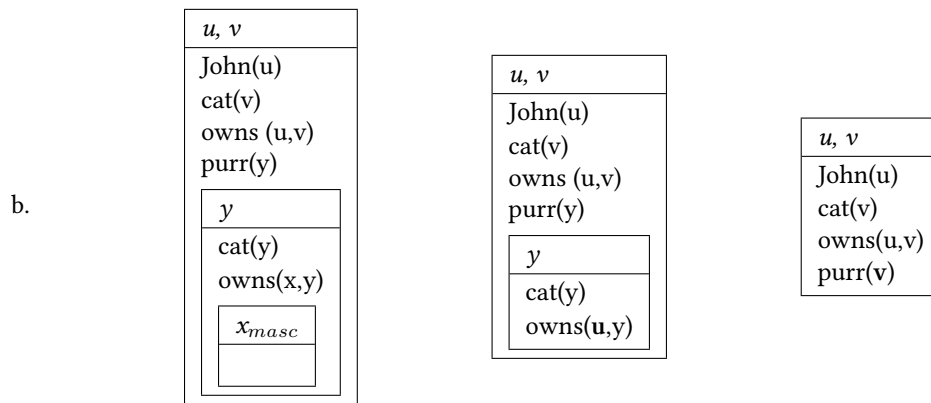 b.
u, v
John(u)
cat(v)
owns (u,v)
purr(y)
y
cat(y)
owns(x,y)
x_masc
u, v
John(u)
cat(v)
owns (u,v)
purr(y)
y
cat(y)
owns(u,y)
u, v
John(u)
cat(v)
owns(u,v)
purr(v)